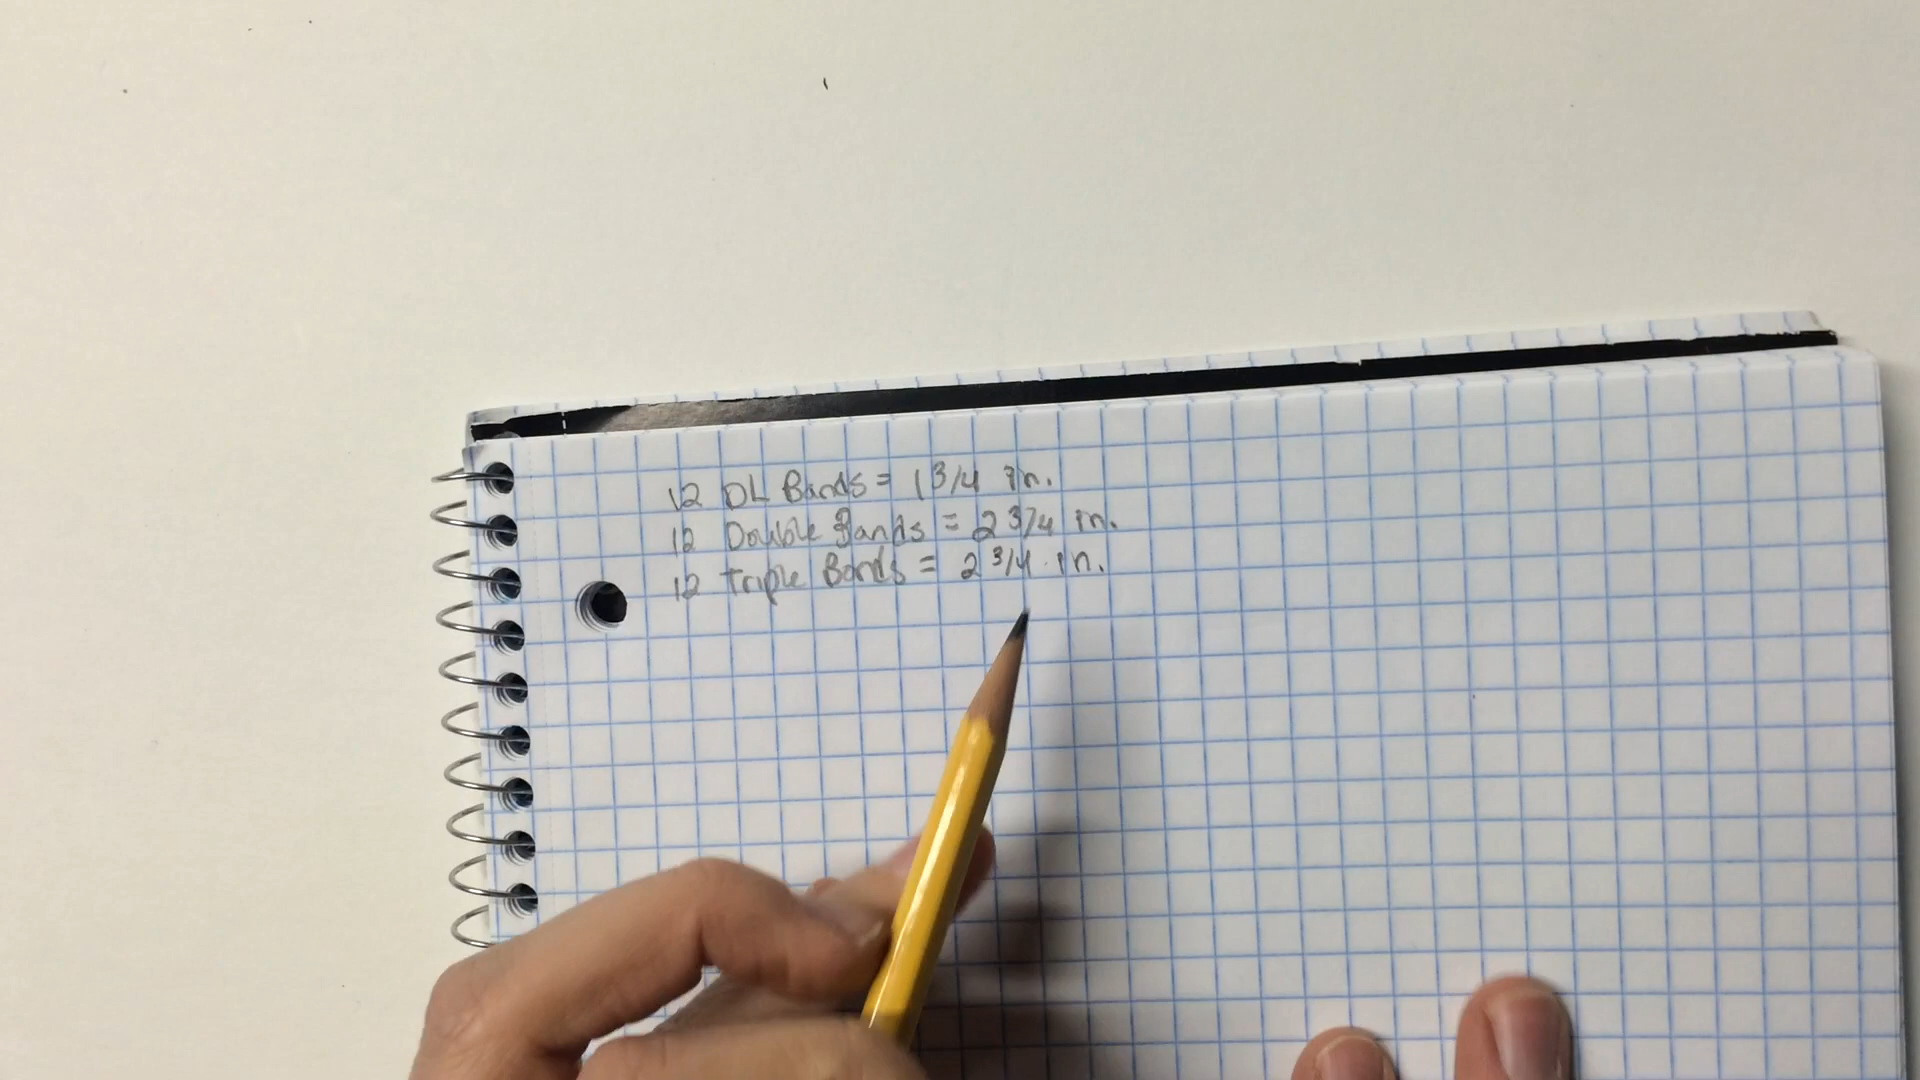 12 DL Bands = 1 3/4 in.
12 Double Bands = 2 3/4 in.
12 Triple Bands = 2 3/4 in.